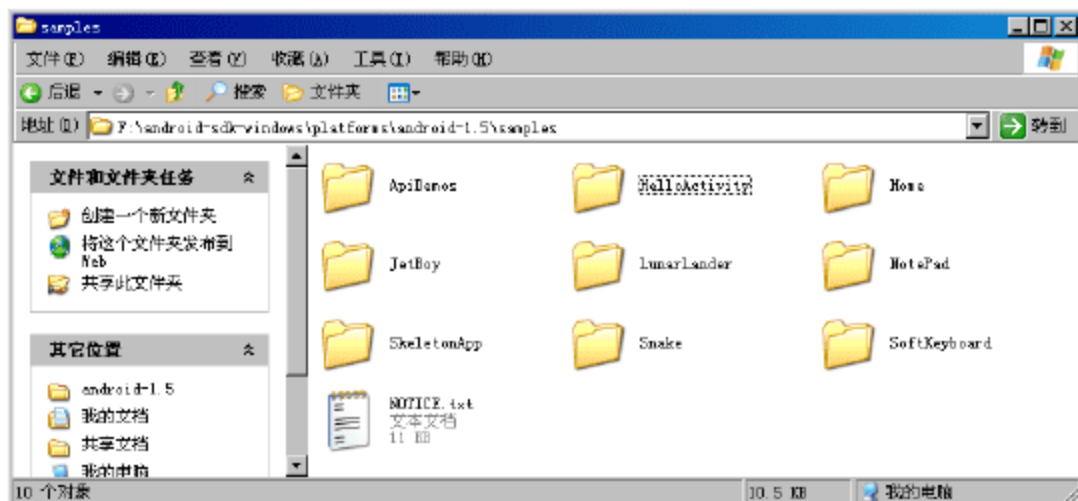 samples
文件(F) 编辑(E) 查看(V) 收藏(A) 工具(T) 帮助(H)
后退 搜索 文件夹
地址(D) F:\android-sdk-windows\platforms\android-1.5\samples 转到
文件和文件夹任务
创建一个新文件夹
将这个文件夹发布到
Web
共享此文件夹
其它位置
android-1.5
我的文档
共享文档
我的电脑
ApiDemos HelloActivity Home
JetBoy LunarLander NotePad
SkeletonApp Snake SoftKeyboard
NOTICE.txt
文本文档
11 KB
10 个对象 10.5 KB 我的电脑